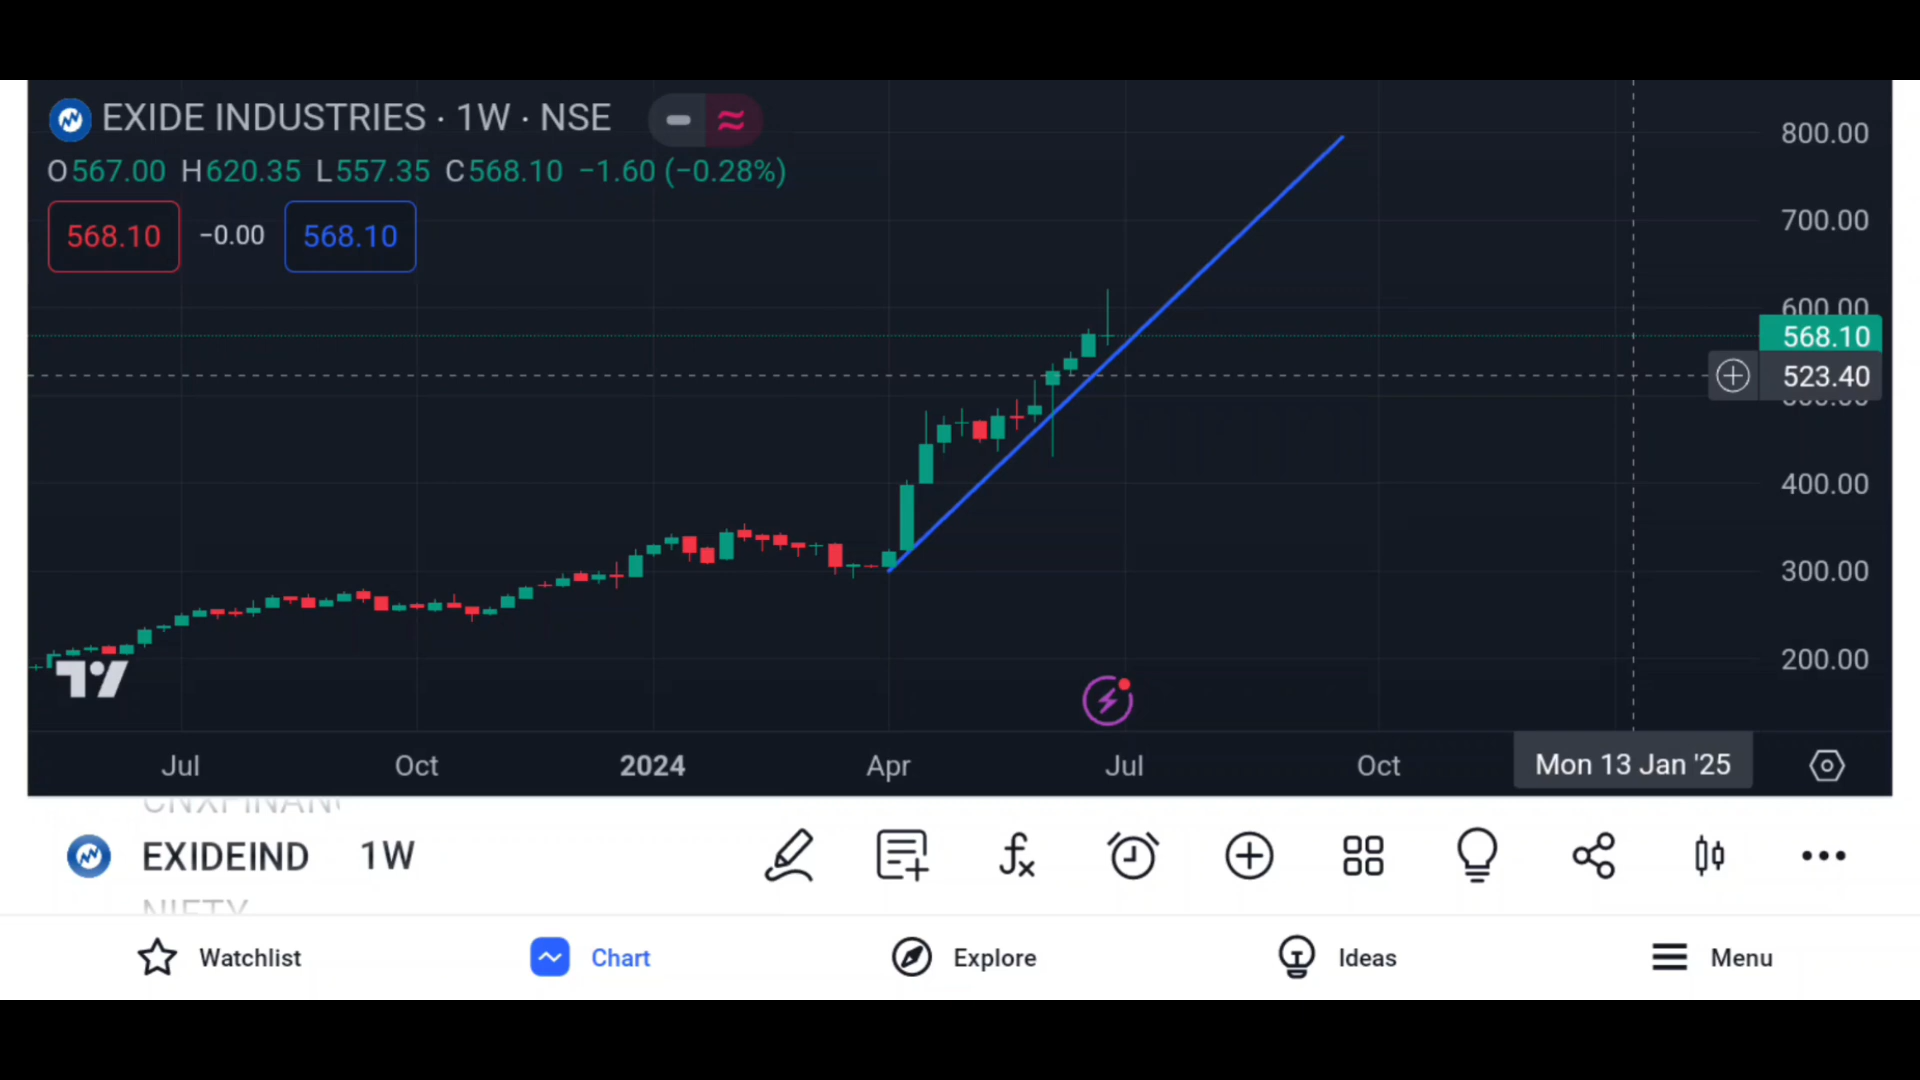 EXIDE INDUSTRIES · 1W · NSE
O567.00 H620.35 L557.35 C568.10 −1.60 (−0.28%)
568.10 −0.00 568.10
800.00
700.00
600.00
568.10
523.40
400.00
300.00
200.00
Jul Oct 2024 Apr Jul Oct Mon 13 Jan '25
EXIDEIND 1W
NIFTY
Watchlist Chart Explore Ideas Menu